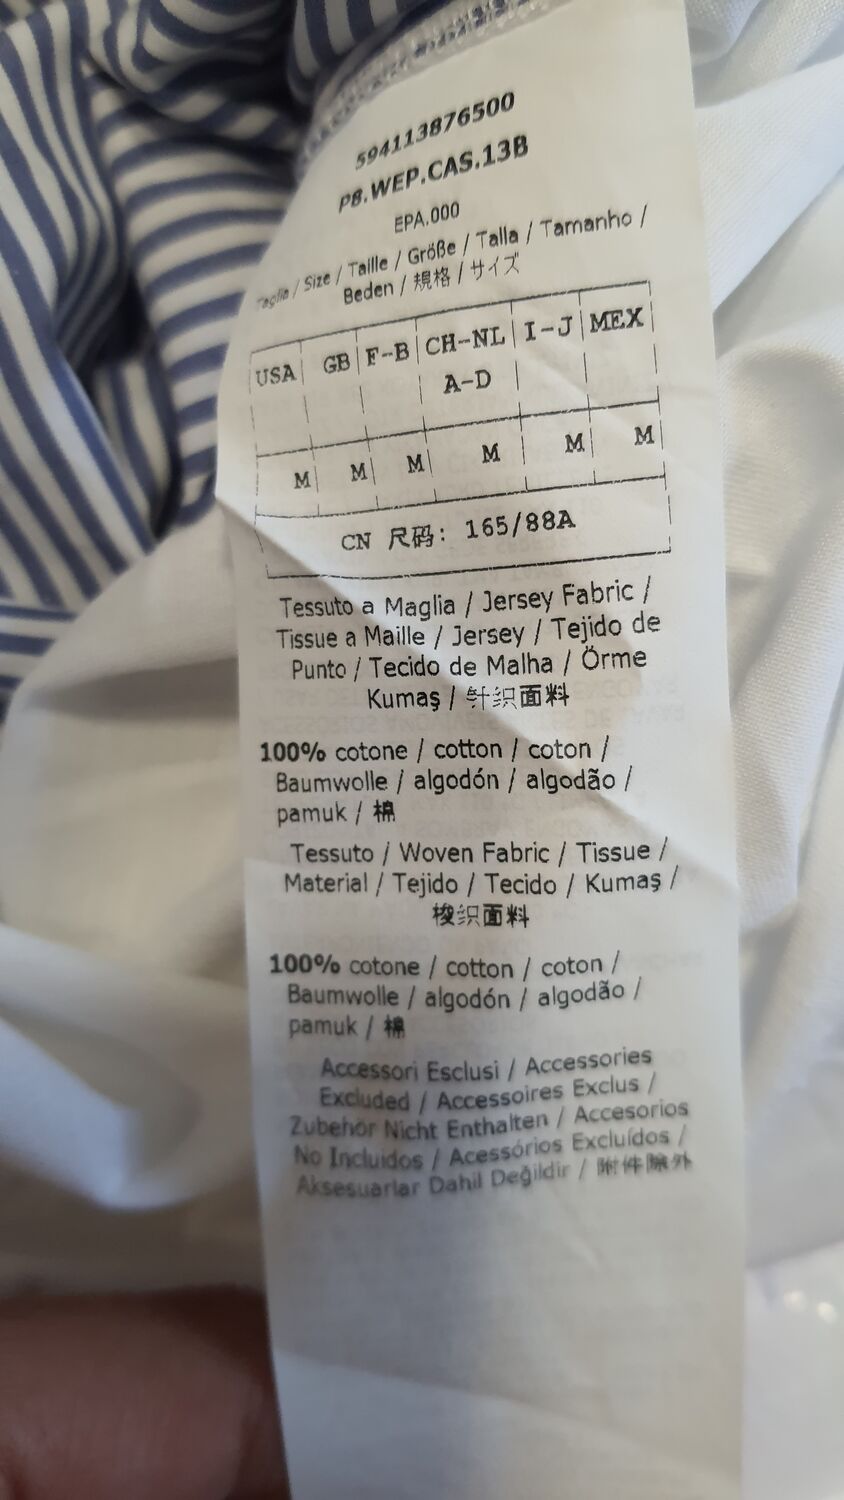 594113876500
PB.WEP.CAS.13B
EPA.000
Taglia / Size / Taille / Größe / Talla / Tamanho /
Beden / 規格 / サイズ
USA GB F-B CH-NL I-J MEX
A-D
M M M M M M
CN 尺码: 165/88A
Tessuto a Maglia / Jersey Fabric /
Tissue a Maille / Jersey / Tejido de
Punto / Tecido de Malha / Örme
Kumaş / 针织面料
100% cotone / cotton / coton /
Baumwolle / algodón / algodão /
pamuk / 棉
Tessuto / Woven Fabric / Tissue /
Material / Tejido / Tecido / Kumaş /
梭织面料
100% cotone / cotton / coton /
Baumwolle / algodón / algodão /
pamuk / 棉
Accessori Esclusi / Accessories
Excluded / Accessoires Exclus /
Zubehör Nicht Enthalten / Accesorios
No Incluidos / Acessórios Excluídos /
Aksesuarlar Dahil Değildir / 附件除外